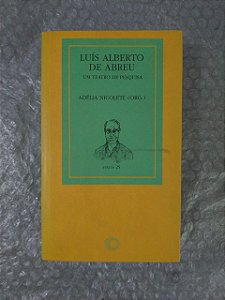 LUÍS ALBERTO
DE ABREU
UM TEATRO DE PESQUISA
ADÉLIA NICOLETE (ORG.)